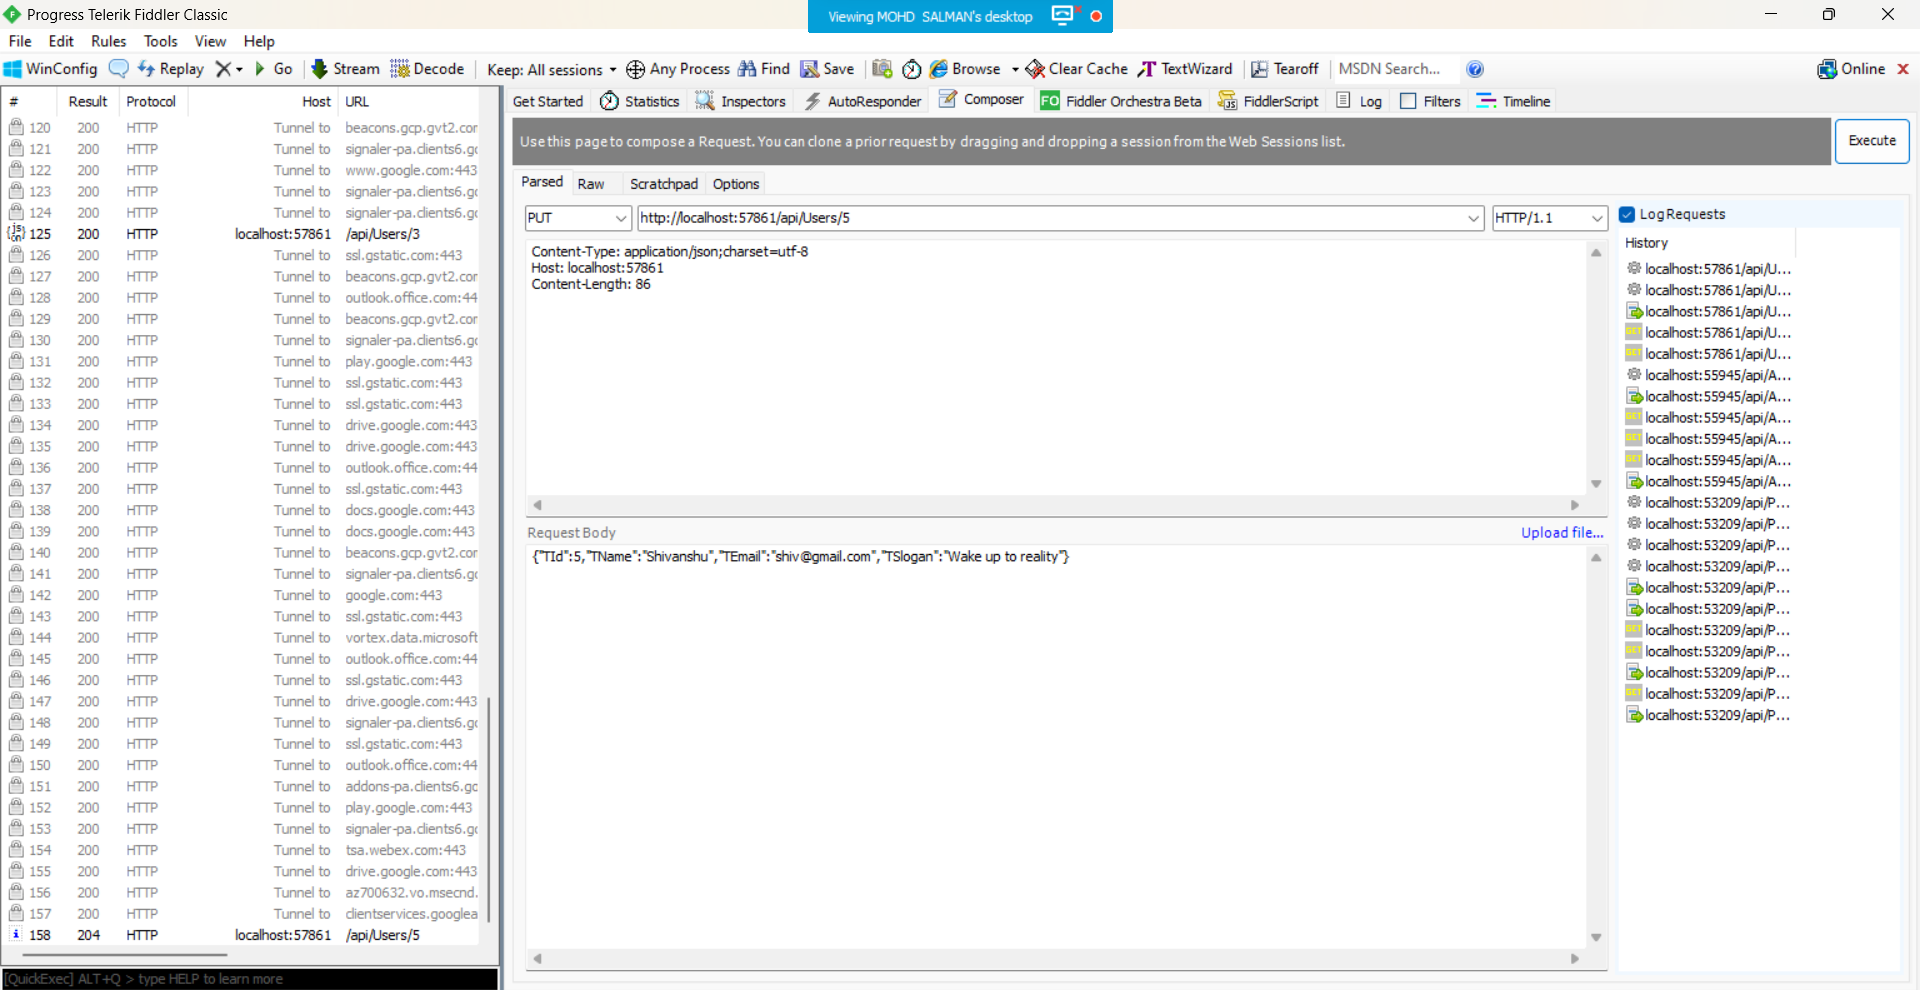 Progress Telerik Fiddler Classic
Viewing MOHD SALMAN's desktop
File Edit Rules Tools View Help
WinConfig Replay Go Stream Decode Keep: All sessions Any Process Find Save Browse Clear Cache TextWizard Tearoff MSDN Search... Online
# Result Protocol Host URL
120 200 HTTP Tunnel to beacons.gcp.gvt2.cor
121 200 HTTP Tunnel to signaler-pa.clients6.gc
122 200 HTTP Tunnel to www.google.com:443
123 200 HTTP Tunnel to signaler-pa.clients6.gc
124 200 HTTP Tunnel to signaler-pa.clients6.gc
125 200 HTTP localhost:57861 /api/Users/3
126 200 HTTP Tunnel to ssl.gstatic.com:443
127 200 HTTP Tunnel to beacons.gcp.gvt2.cor
128 200 HTTP Tunnel to outlook.office.com:44
129 200 HTTP Tunnel to beacons.gcp.gvt2.cor
130 200 HTTP Tunnel to signaler-pa.clients6.gc
131 200 HTTP Tunnel to play.google.com:443
132 200 HTTP Tunnel to ssl.gstatic.com:443
133 200 HTTP Tunnel to ssl.gstatic.com:443
134 200 HTTP Tunnel to drive.google.com:443
135 200 HTTP Tunnel to drive.google.com:443
136 200 HTTP Tunnel to outlook.office.com:44
137 200 HTTP Tunnel to ssl.gstatic.com:443
138 200 HTTP Tunnel to docs.google.com:443
139 200 HTTP Tunnel to docs.google.com:443
140 200 HTTP Tunnel to beacons.gcp.gvt2.cor
141 200 HTTP Tunnel to signaler-pa.clients6.gc
142 200 HTTP Tunnel to google.com:443
143 200 HTTP Tunnel to ssl.gstatic.com:443
144 200 HTTP Tunnel to vortex.data.microsoft
145 200 HTTP Tunnel to outlook.office.com:44
146 200 HTTP Tunnel to ssl.gstatic.com:443
147 200 HTTP Tunnel to drive.google.com:443
148 200 HTTP Tunnel to signaler-pa.clients6.gc
149 200 HTTP Tunnel to ssl.gstatic.com:443
150 200 HTTP Tunnel to outlook.office.com:44
151 200 HTTP Tunnel to addons-pa.clients6.gc
152 200 HTTP Tunnel to play.google.com:443
153 200 HTTP Tunnel to signaler-pa.clients6.gc
154 200 HTTP Tunnel to tsa.webex.com:443
155 200 HTTP Tunnel to drive.google.com:443
156 200 HTTP Tunnel to az700632.vo.msecnd.
157 200 HTTP Tunnel to clientservices.googlea
158 204 HTTP localhost:57861 /api/Users/5
[QuickExec] ALT+Q > type HELP to learn more
Get Started Statistics Inspectors AutoResponder Composer FO Fiddler Orchestra Beta FiddlerScript Log Filters Timeline
Use this page to compose a Request. You can clone a prior request by dragging and dropping a session from the Web Sessions list.
Execute
Parsed Raw Scratchpad Options
PUT http://localhost:57861/api/Users/5 HTTP/1.1
Content-Type: application/json;charset=utf-8
Host: localhost:57861
Content-Length: 86
Request Body Upload file...
{"TId":5,"TName":"Shivanshu","TEmail":"shiv@gmail.com","TSlogan":"Wake up to reality"}
Log Requests
History
localhost:57861/api/U...
localhost:57861/api/U...
localhost:57861/api/U...
GET localhost:57861/api/U...
GET localhost:57861/api/U...
localhost:55945/api/A...
localhost:55945/api/A...
GET localhost:55945/api/A...
GET localhost:55945/api/A...
GET localhost:55945/api/A...
localhost:55945/api/A...
localhost:53209/api/P...
localhost:53209/api/P...
localhost:53209/api/P...
localhost:53209/api/P...
localhost:53209/api/P...
localhost:53209/api/P...
GET localhost:53209/api/P...
GET localhost:53209/api/P...
localhost:53209/api/P...
GET localhost:53209/api/P...
localhost:53209/api/P...